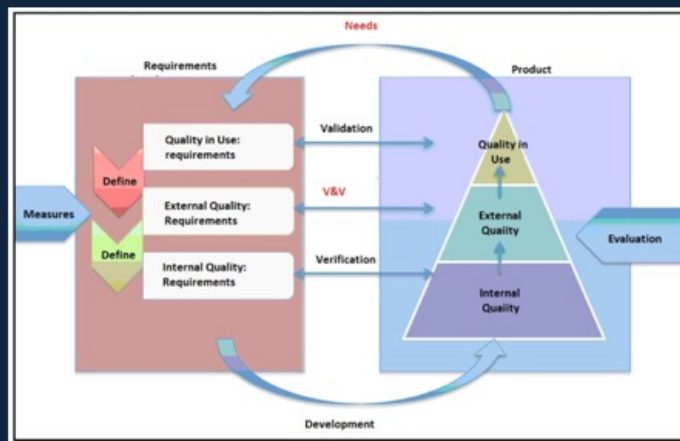 Needs
Requirements
Product
Quality in Use:
requirements
Validation
Quality in
Use
Define
External Quality:
Requirements
V&V
External
Quality
Measures
Evaluation
Define
Internal Quality:
Requirements
Verification
Internal
Quality
Development